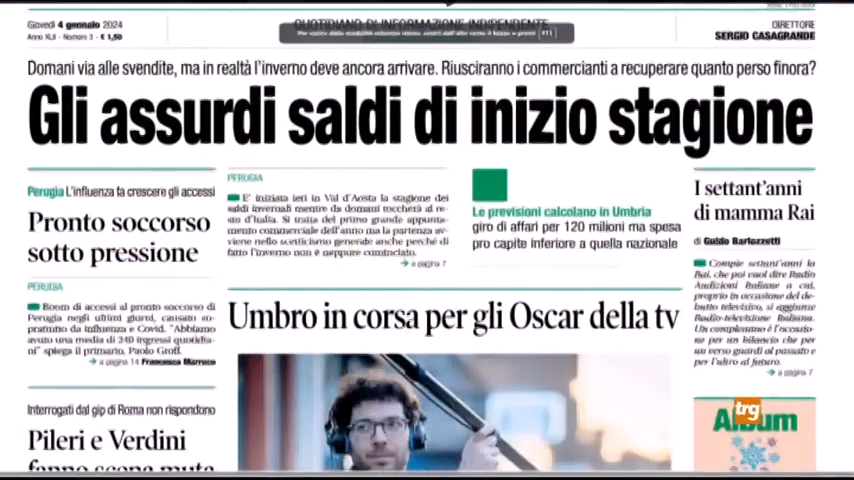 Giovedì 4 gennaio 2024
Anno XLII - Numero 3 - € 1,50
QUOTIDIANO DI INFORMAZIONE INDIPENDENTE
DIRETTORE
SERGIO CASAGRANDE
Domani via alle svendite, ma in realtà l'inverno deve ancora arrivare. Riusciranno i commercianti a recuperare quanto perso finora?
Gli assurdi saldi di inizio stagione
Perugia L'influenza fa crescere gli accessi
Pronto soccorso
sotto pressione
PERUGIA
Boom di accessi al pronto soccorso di
Perugia negli ultimi giorni, causato so-
prattutto da influenza e Covid. "Abbiamo
avuto una media di 240 ingressi quotidia-
ni" spiega il primario, Paolo Groff.
a pagina 14 Francesca Marruco
Interrogati dal gip di Roma non rispondono
Pileri e Verdini
fanno scena muta
PERUGIA
E' iniziata ieri in Val d'Aosta la stagione dei
saldi invernali mentre da domani toccherà al re-
sto d'Italia. Si tratta del primo grande appunta-
mento commerciale dell'anno ma la partenza av-
viene nello scetticismo generale anche perché di
fatto l'inverno non è neppure cominciato.
a pagina 7
Le previsioni calcolano in Umbria
giro di affari per 120 milioni ma spesa
pro capite inferiore a quella nazionale
Umbro in corsa per gli Oscar della tv
I settant'anni
di mamma Rai
di Guido Barlozzetti
Compie settant'anni la
Rai, che poi vuol dire Radio
Audizioni Italiane a cui,
proprio in occasione del de-
butto televisivo, si aggiunse
Radio-televisione Italiana.
Un compleanno è l'occasio-
ne per un bilancio che per
un verso guardi al passato e
per l'altro al futuro.
a pagina 7
Album
trg